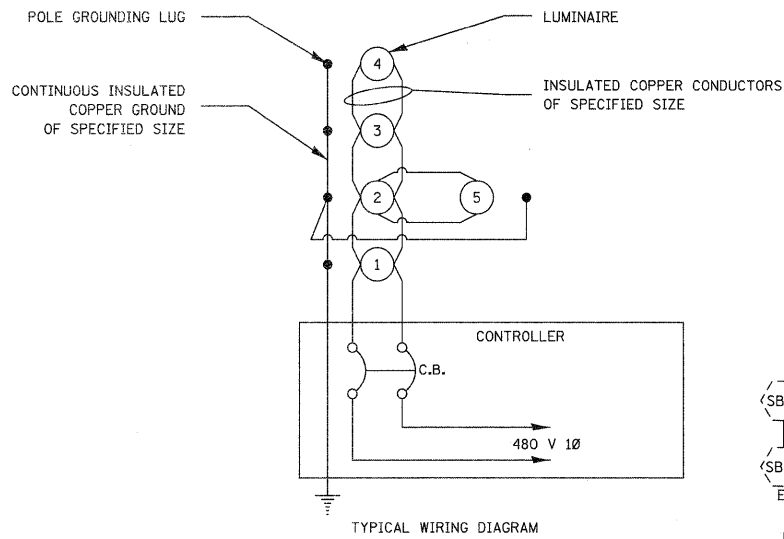 POLE GROUNDING LUG
LUMINAIRE
CONTINUOUS INSULATED
COPPER GROUND
OF SPECIFIED SIZE
INSULATED COPPER CONDUCTORS
OF SPECIFIED SIZE
4
3
2
5
1
CONTROLLER
C.B.
480 V 1Ø
SB
SB
E
TYPICAL WIRING DIAGRAM